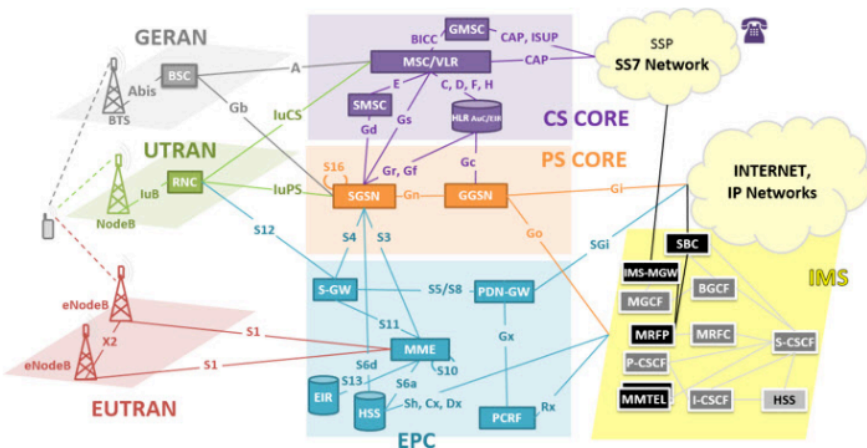 GERAN
BICC
GMSC
CAP, ISUP
SSP
SS7 Network
BSC
A
MSC/VLR
CAP
Abis
E
C, D, F, H
BTS
Gb
IuCS
SMSC
HLR AuC/EIR
Gd
Gs
CS CORE
UTRAN
S16
Gr, Gf
Gc
PS CORE
INTERNET,
IP Networks
RNC
IuB
IuPS
SGSN
Gn
GGSN
Gi
NodeB
S12
S4
S3
Go
SGi
SBC
IMS
IMS-MGW
eNodeB
S-GW
S5/S8
PDN-GW
BGCF
MGCF
S1
S11
Gx
MRFP
MRFC
S-CSCF
X2
MME
eNodeB
S1
S10
P-CSCF
S6d
S13
S6a
EIR
HSS
Sh, Cx, Dx
PCRF
Rx
MMTEL
I-CSCF
HSS
EUTRAN
EPC